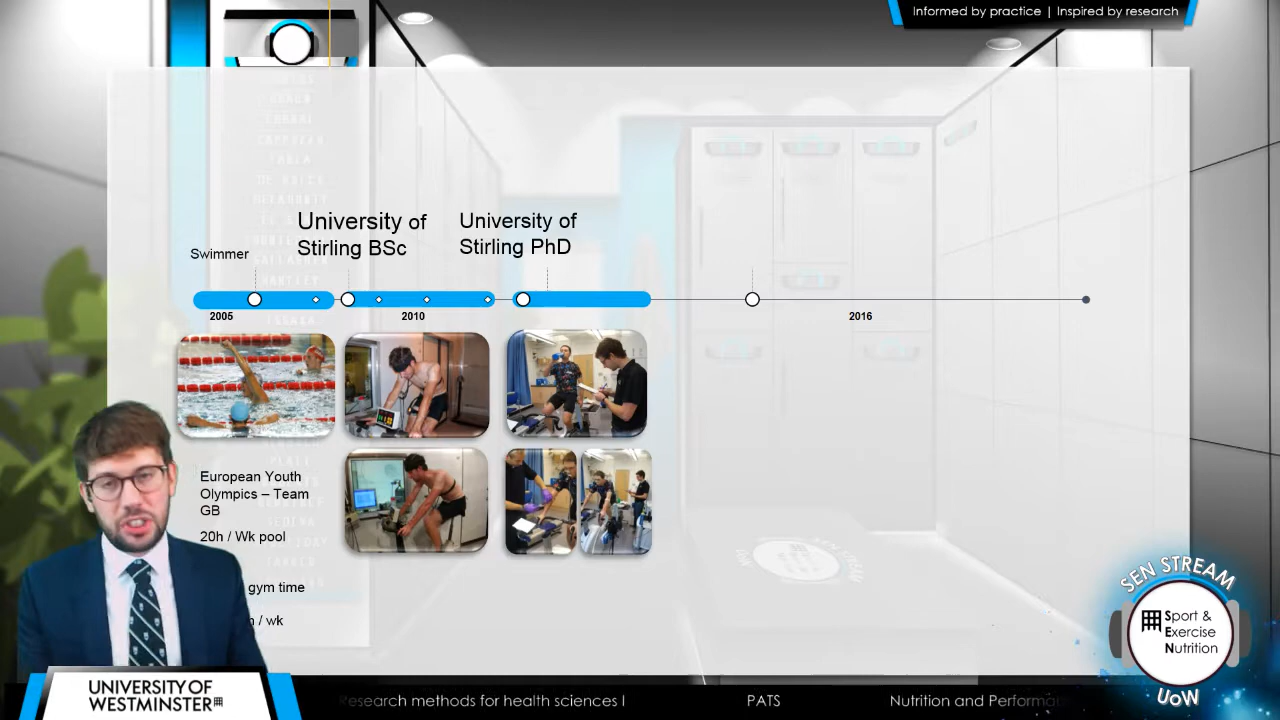 Informed by practice | Inspired by research
University of
Stirling BSc
University of
Stirling PhD
Swimmer
2005
2010
2016
European Youth
Olympics – Team
GB
20h / Wk pool
gym time
/ wk
SEN STREAM
Sport &
Exercise
Nutrition
UoW
UNIVERSITY OF
WESTMINSTER
Research methods for health sciences I
PATS
Nutrition and